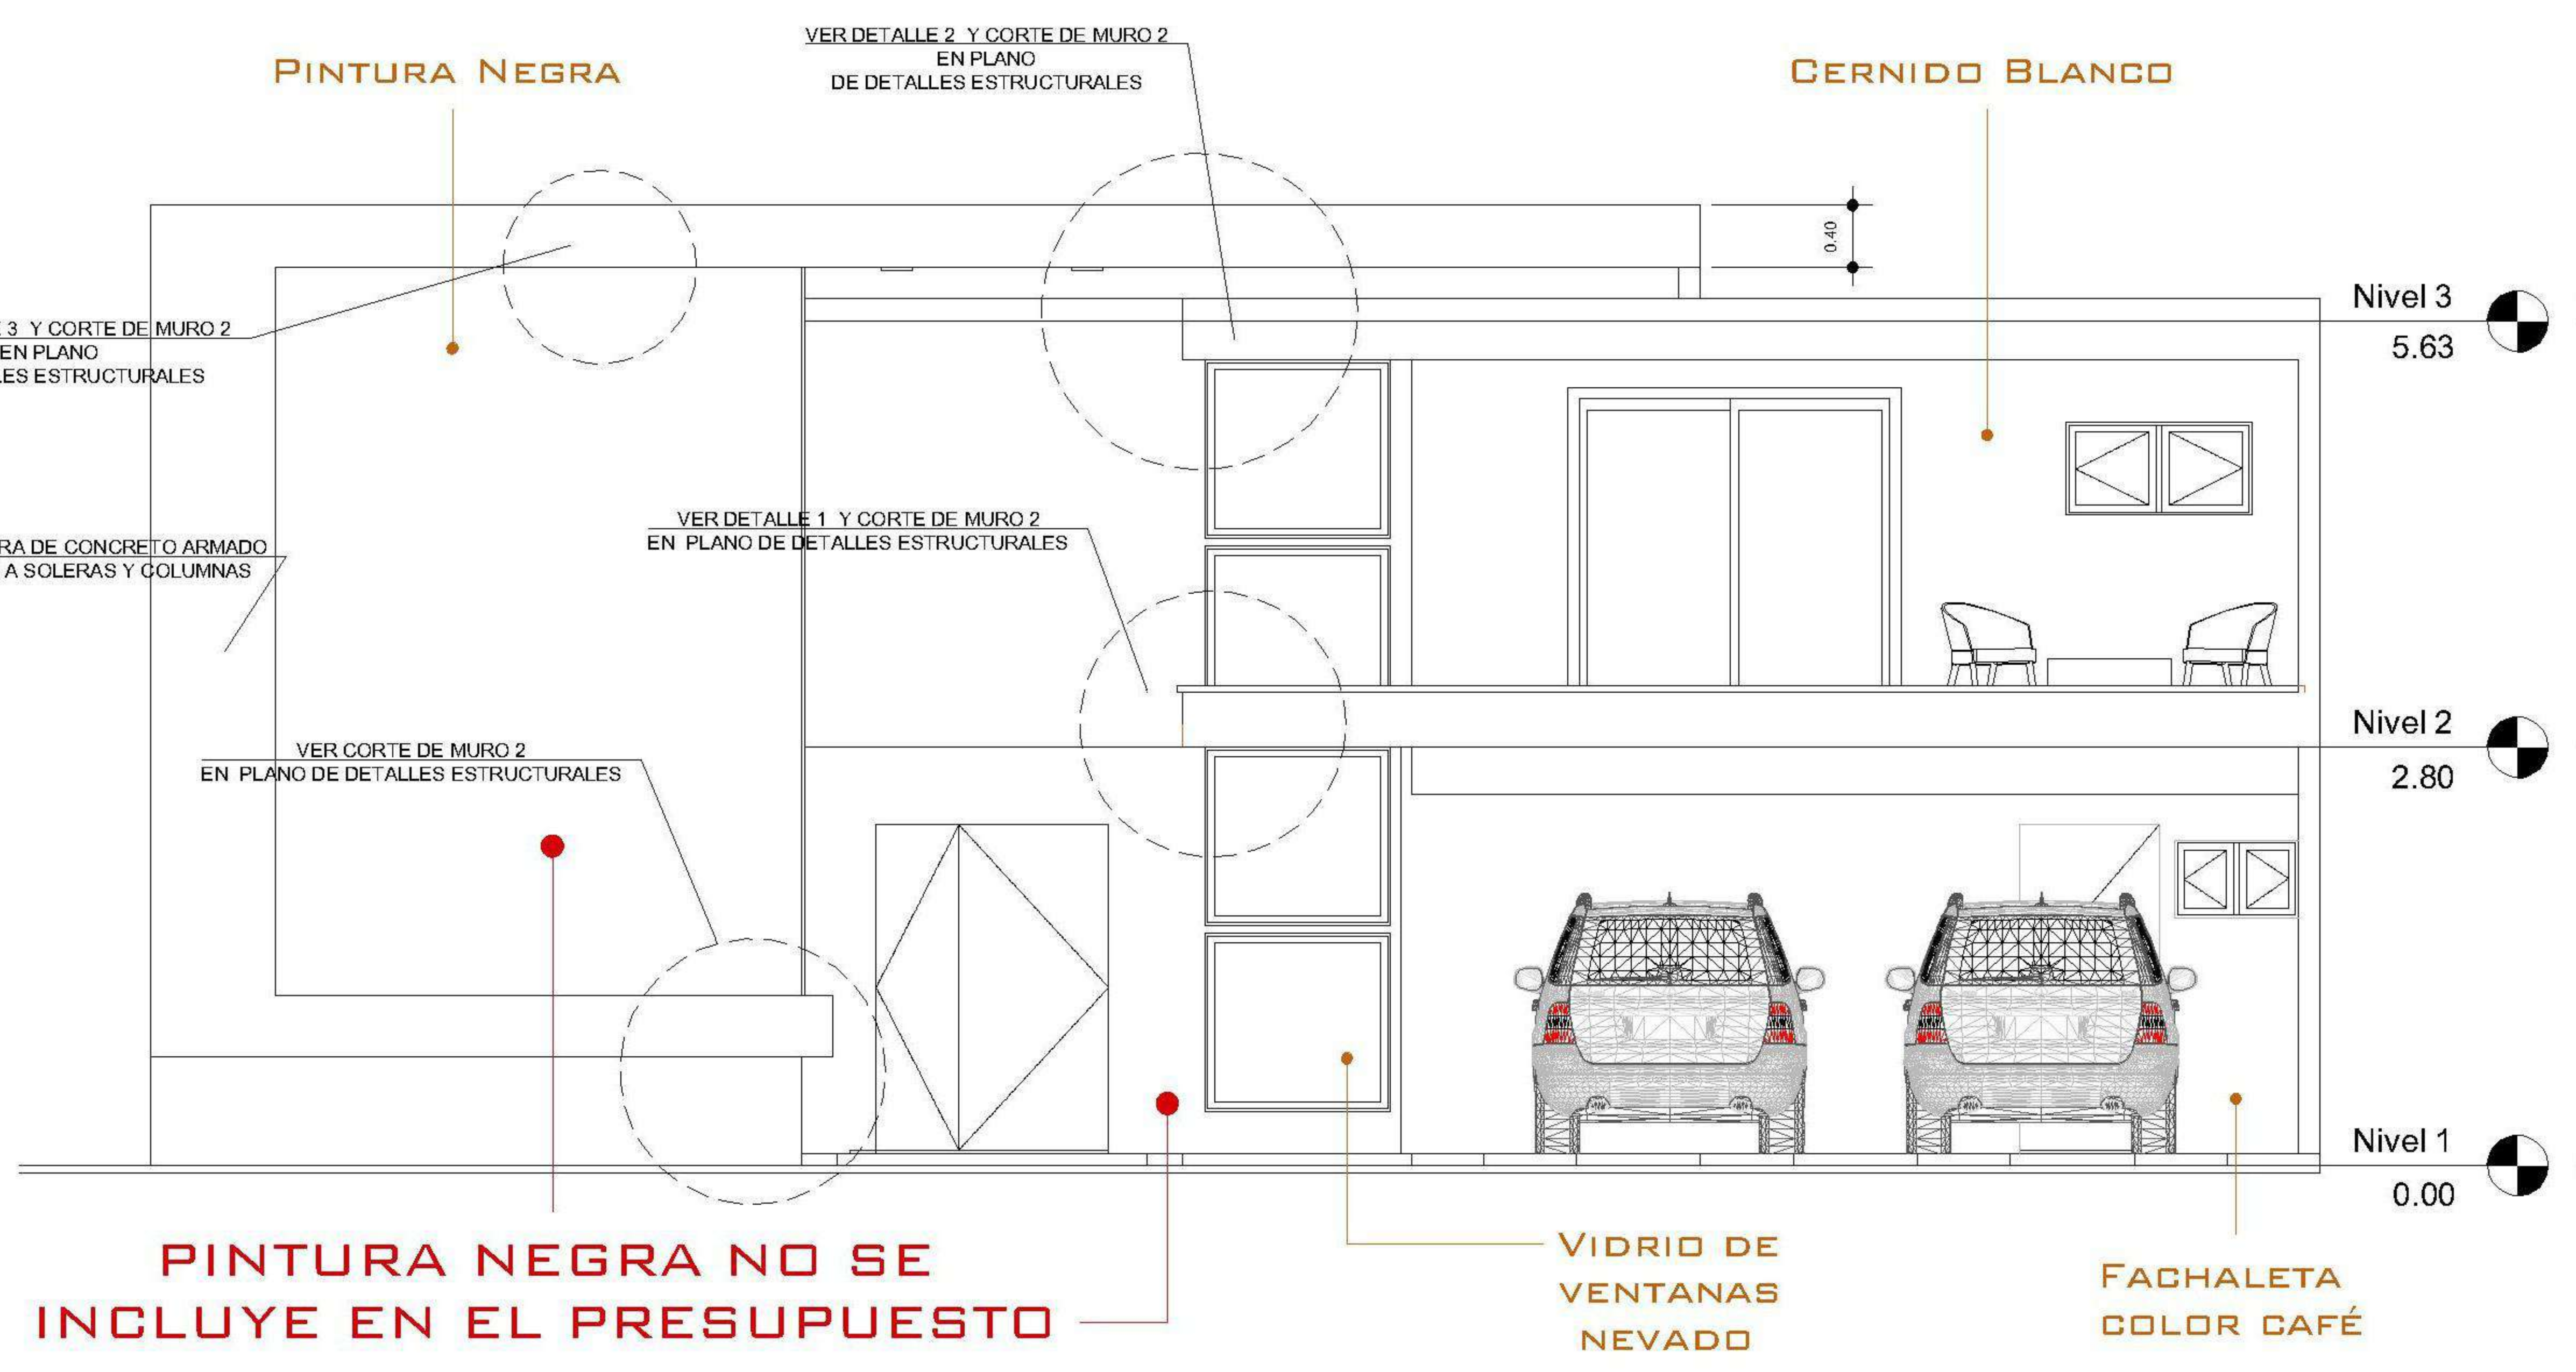 VER DETALLE 2 Y CORTE DE MURO 2
EN PLANO
DE DETALLES ESTRUCTURALES
PINTURA NEGRA
CERNIDO BLANCO
0.40
Nivel 3
5.63
3 Y CORTE DE MURO 2
EN PLANO
ES ESTRUCTURALES
VER DETALLE 1 Y CORTE DE MURO 2
EN PLANO DE DETALLES ESTRUCTURALES
RA DE CONCRETO ARMADO
A SOLERAS Y COLUMNAS
Nivel 2
2.80
VER CORTE DE MURO 2
EN PLANO DE DETALLES ESTRUCTURALES
Nivel 1
0.00
PINTURA NEGRA NO SE
INCLUYE EN EL PRESUPUESTO
VIDRIO DE
VENTANAS
NEVADO
FACHALETA
COLOR CAFÉ